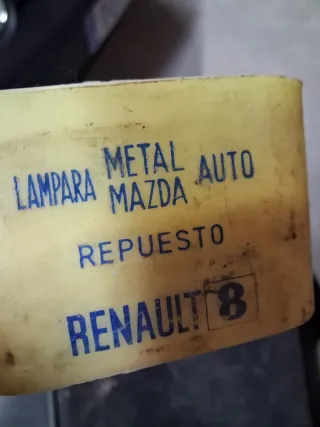 LAMPARA METAL MAZDA AUTO
REPUESTO
RENAULT 8